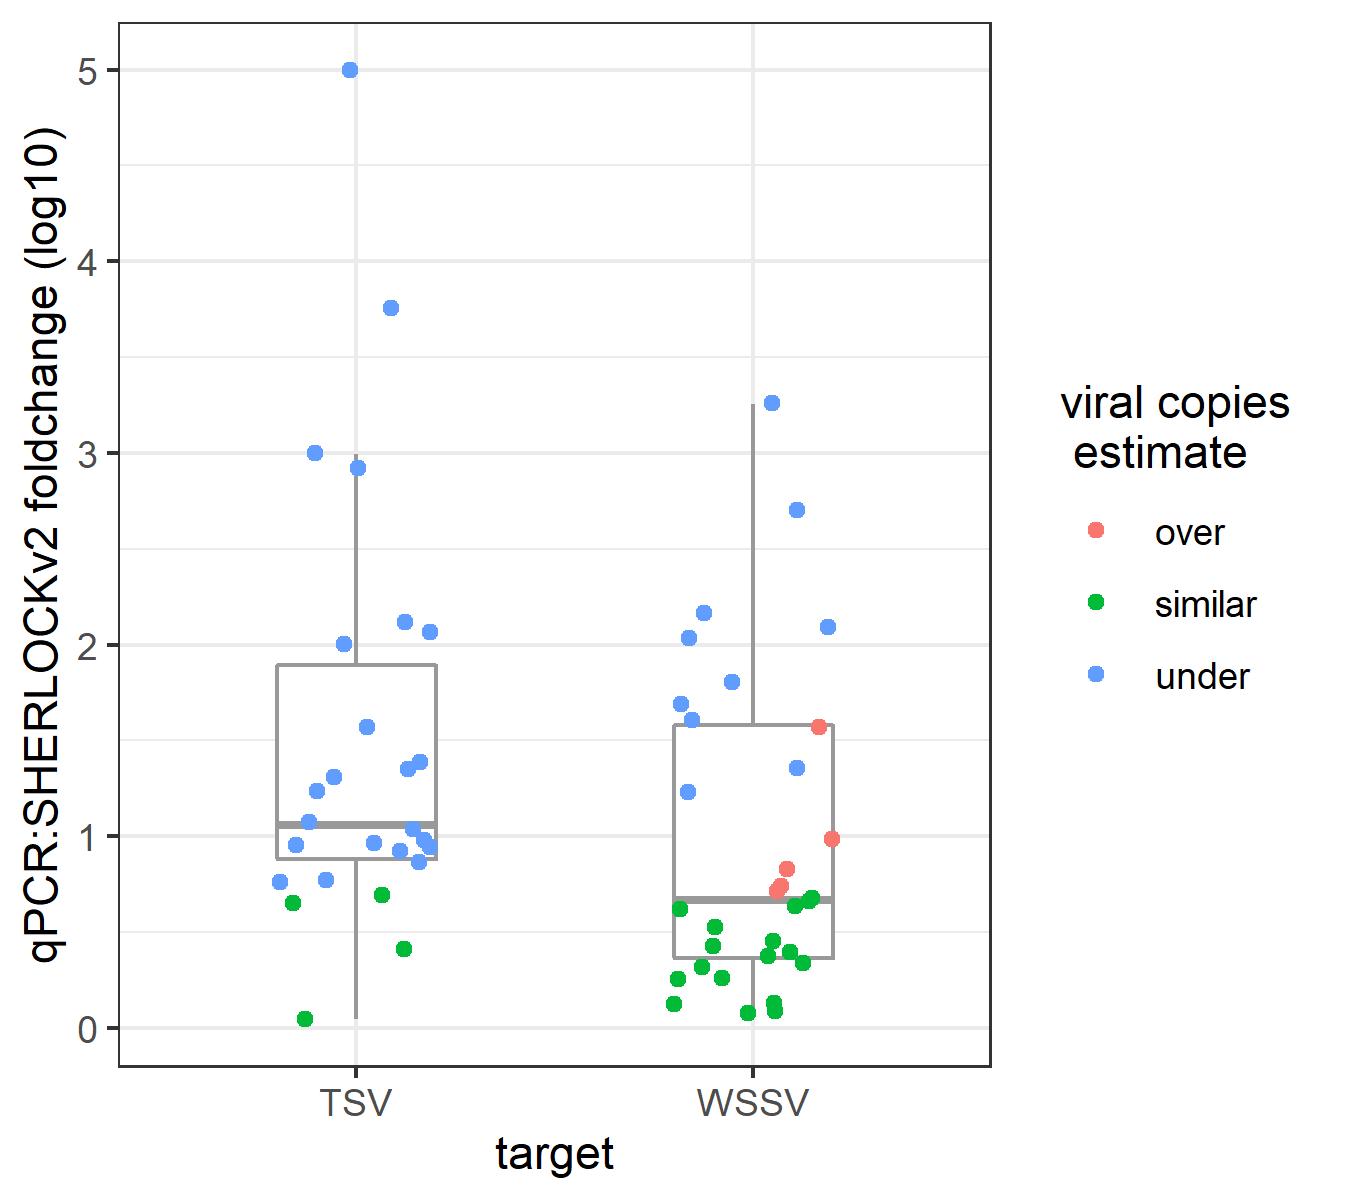 qPCR:SHERLOCKv2 foldchange (log10)
5
4
3
2
1
0
TSV
WSSV
target
viral copies
estimate
over
similar
under